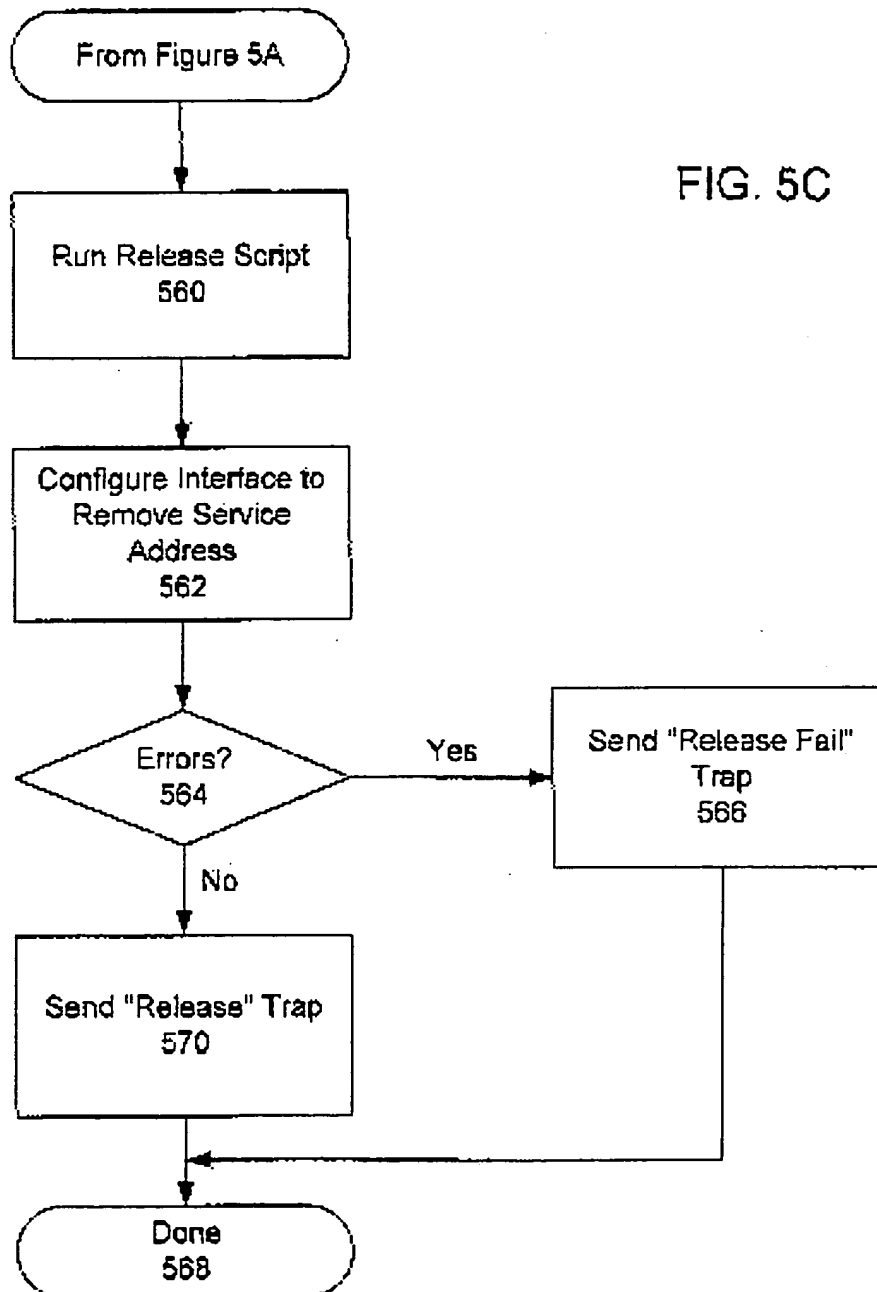 From Figure 5A
FIG. 5C
Run Release Script
560
Configure Interface to
Remove Service
Address
562
Errors?
564
Yes
Send "Release Fail"
Trap
566
No
Send "Release" Trap
570
Done
568